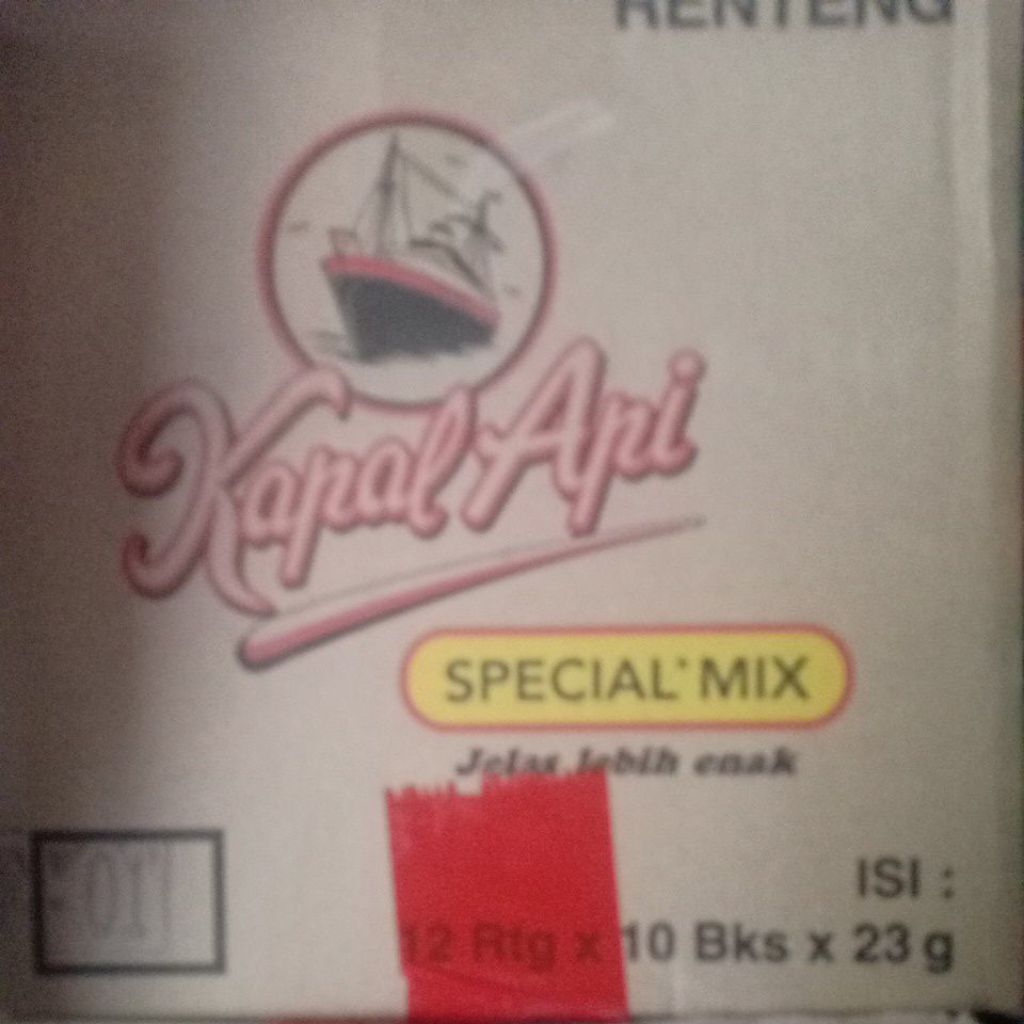 RENTENG
Kapal Api
SPECIAL MIX
Jelas lebih enak
ISI :
12 Rtg x 10 Bks x 23 g